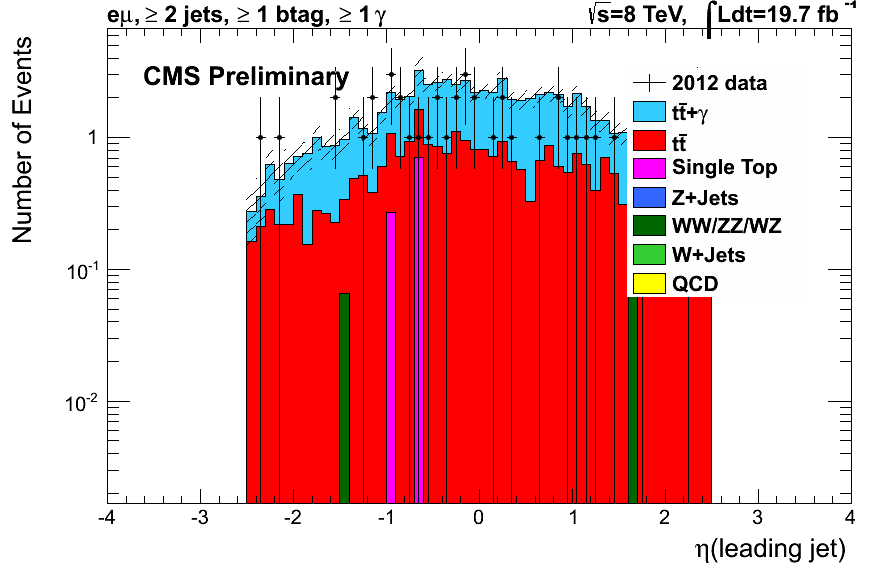 eμ, ≥ 2 jets, ≥ 1 btag, ≥ 1 γ
√s=8 TeV, ∫Ldt=19.7 fb⁻¹
CMS Preliminary
2012 data
tt̄+γ
tt̄
Single Top
Z+Jets
WW/ZZ/WZ
W+Jets
QCD
Number of Events
1
10⁻¹
10⁻²
-4 -3 -2 -1 0 1 2 3 4
η(leading jet)